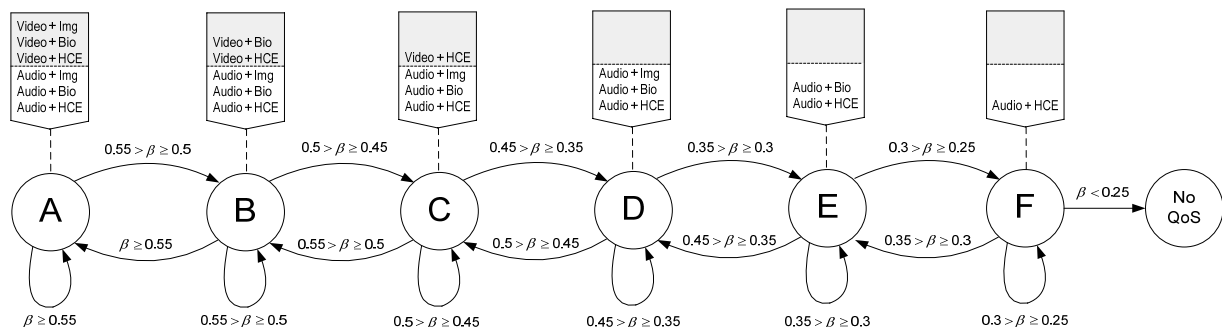 Video + Img
Video + Bio
Video + HCE
Audio + Img
Audio + Bio
Audio + HCE
Video + Bio
Video + HCE
Audio + Img
Audio + Bio
Audio + HCE
Video + HCE
Audio + Img
Audio + Bio
Audio + HCE
Audio + Img
Audio + Bio
Audio + HCE
Audio + Bio
Audio + HCE
Audio + HCE
0.55 > β ≥ 0.5
0.5 > β ≥ 0.45
0.45 > β ≥ 0.35
0.35 > β ≥ 0.3
0.3 > β ≥ 0.25
β < 0.25
A
B
C
D
E
F
No
QoS
β ≥ 0.55
0.55 > β ≥ 0.5
0.5 > β ≥ 0.45
0.45 > β ≥ 0.35
0.35 > β ≥ 0.3
β ≥ 0.55
0.55 > β ≥ 0.5
0.5 > β ≥ 0.45
0.45 > β ≥ 0.35
0.35 > β ≥ 0.3
0.3 > β ≥ 0.25